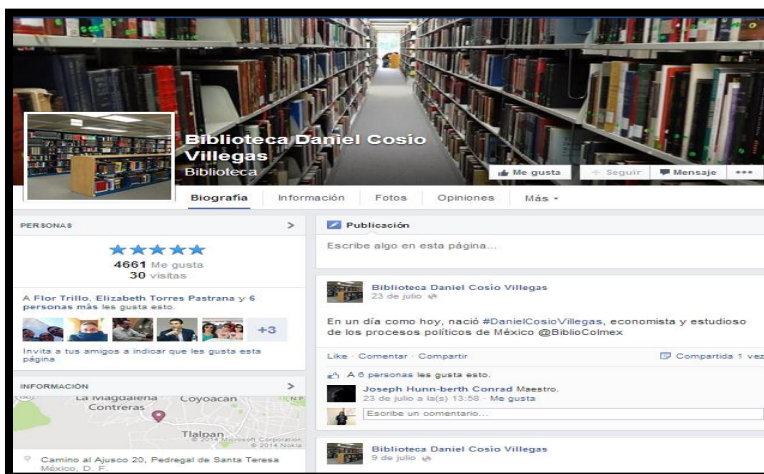 Biblioteca Daniel Cosío
Villegas
Biblioteca
Me gusta
Seguir
Mensaje
Biografía
Información
Fotos
Opiniones
Más
PERSONAS
4661 Me gusta
30 visitas
A Flor Trillo, Elizabeth Torres Pastrana y 6
personas más les gusta esto.
+3
Invita a tus amigos a indicar que les gusta esta
página
INFORMACIÓN
La Magdalena
Contreras
Coyoacan
Tlalpan
© 2014 Microsoft Corporation
© 2014 Nokia
Camino al Ajusco 20, Pedregal de Santa Teresa
México, D. F.
Publicación
Escribe algo en esta página...
Biblioteca Daniel Cosío Villegas
23 de julio
En un día como hoy, nació #DanielCosioVillegas, economista y estudioso
de los procesos políticos de México @BiblioColmex
Like · Comentar · Compartir
Compartida 1 vez
A 6 personas les gusta esto.
Joseph Hunn-berth Conrad Maestro.
23 de julio a la(s) 13:58 · Me gusta
Escribe un comentario...
Biblioteca Daniel Cosío Villegas
9 de julio